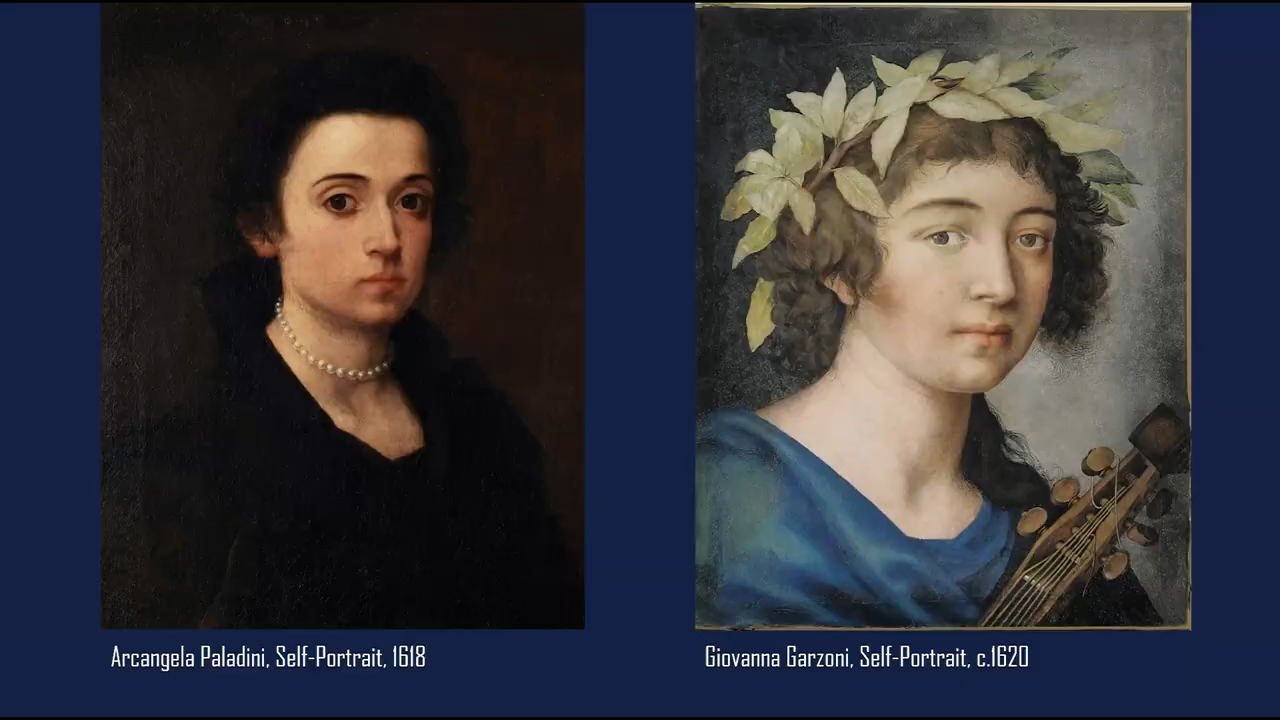 Arcangela Paladini, Self-Portrait, 1618
Giovanna Garzoni, Self-Portrait, c.1620